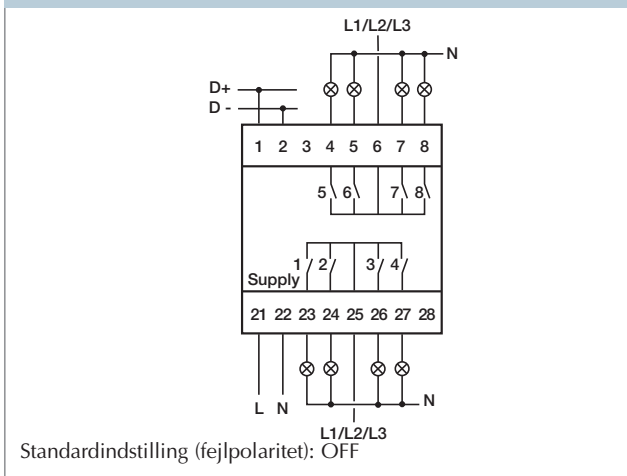 L1/L2/L3
N
D+
D -
1 2 3 4 5 6 7 8
5 6 7 8
1 2 3 4
Supply
21 22 23 24 25 26 27 28
L N N
L1/L2/L3
Standardindstilling (fejlpolaritet): OFF